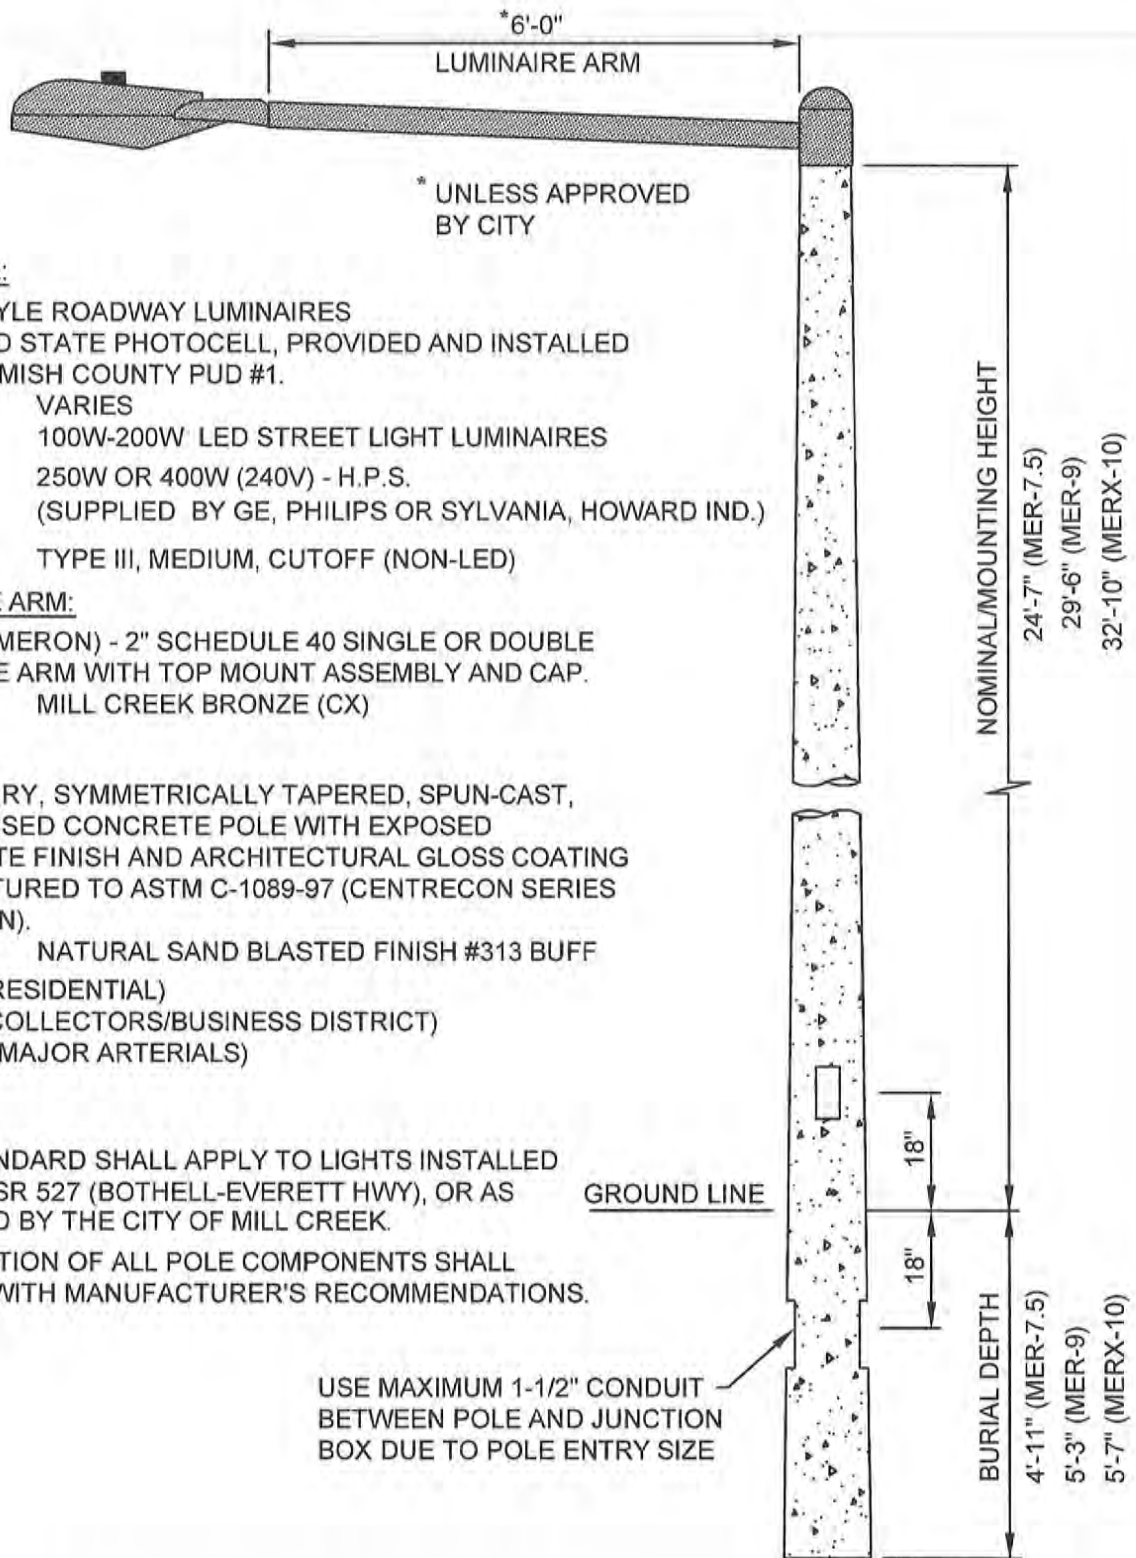 *6'-0"
LUMINAIRE ARM
* UNLESS APPROVED
BY CITY
E:
YLE ROADWAY LUMINAIRES
D STATE PHOTOCELL, PROVIDED AND INSTALLED
MISH COUNTY PUD #1.
VARIES
100W-200W LED STREET LIGHT LUMINAIRES
250W OR 400W (240V) - H.P.S.
(SUPPLIED BY GE, PHILIPS OR SYLVANIA, HOWARD IND.)
TYPE III, MEDIUM, CUTOFF (NON-LED)
E ARM:
MERON) - 2" SCHEDULE 40 SINGLE OR DOUBLE
E ARM WITH TOP MOUNT ASSEMBLY AND CAP.
MILL CREEK BRONZE (CX)
RY, SYMMETRICALLY TAPERED, SPUN-CAST,
SED CONCRETE POLE WITH EXPOSED
TE FINISH AND ARCHITECTURAL GLOSS COATING
TURED TO ASTM C-1089-97 (CENTRECON SERIES
N).
NATURAL SAND BLASTED FINISH #313 BUFF
RESIDENTIAL)
COLLECTORS/BUSINESS DISTRICT)
MAJOR ARTERIALS)
NDARD SHALL APPLY TO LIGHTS INSTALLED
SR 527 (BOTHELL-EVERETT HWY), OR AS
D BY THE CITY OF MILL CREEK.
TION OF ALL POLE COMPONENTS SHALL
WITH MANUFACTURER'S RECOMMENDATIONS.
NOMINAL/MOUNTING HEIGHT
24'-7" (MER-7.5)
29'-6" (MER-9)
32'-10" (MERX-10)
18"
GROUND LINE
18"
BURIAL DEPTH
4'-11" (MER-7.5)
5'-3" (MER-9)
5'-7" (MERX-10)
USE MAXIMUM 1-1/2" CONDUIT
BETWEEN POLE AND JUNCTION
BOX DUE TO POLE ENTRY SIZE